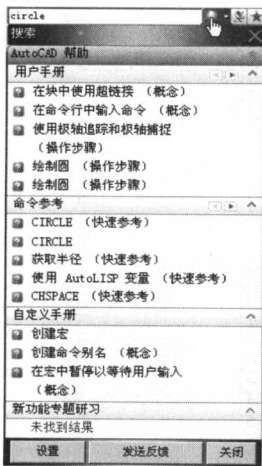 circle
搜索
AutoCAD 帮助
用户手册
在块中使用超链接 （概念）
在命令行中输入命令 （概念）
使用极轴追踪和极轴捕捉
（操作步骤）
绘制圆 （操作步骤）
绘制圆 （操作步骤）
命令参考
CIRCLE （快速参考）
CIRCLE
获取半径 （快速参考）
使用 AutoLISP 变量 （快速参考）
CHSPACE （快速参考）
自定义手册
创建宏
创建命令别名 （概念）
在宏中暂停以等待用户输入
（概念）
新功能专题研习
未找到结果
设置 发送反馈 关闭